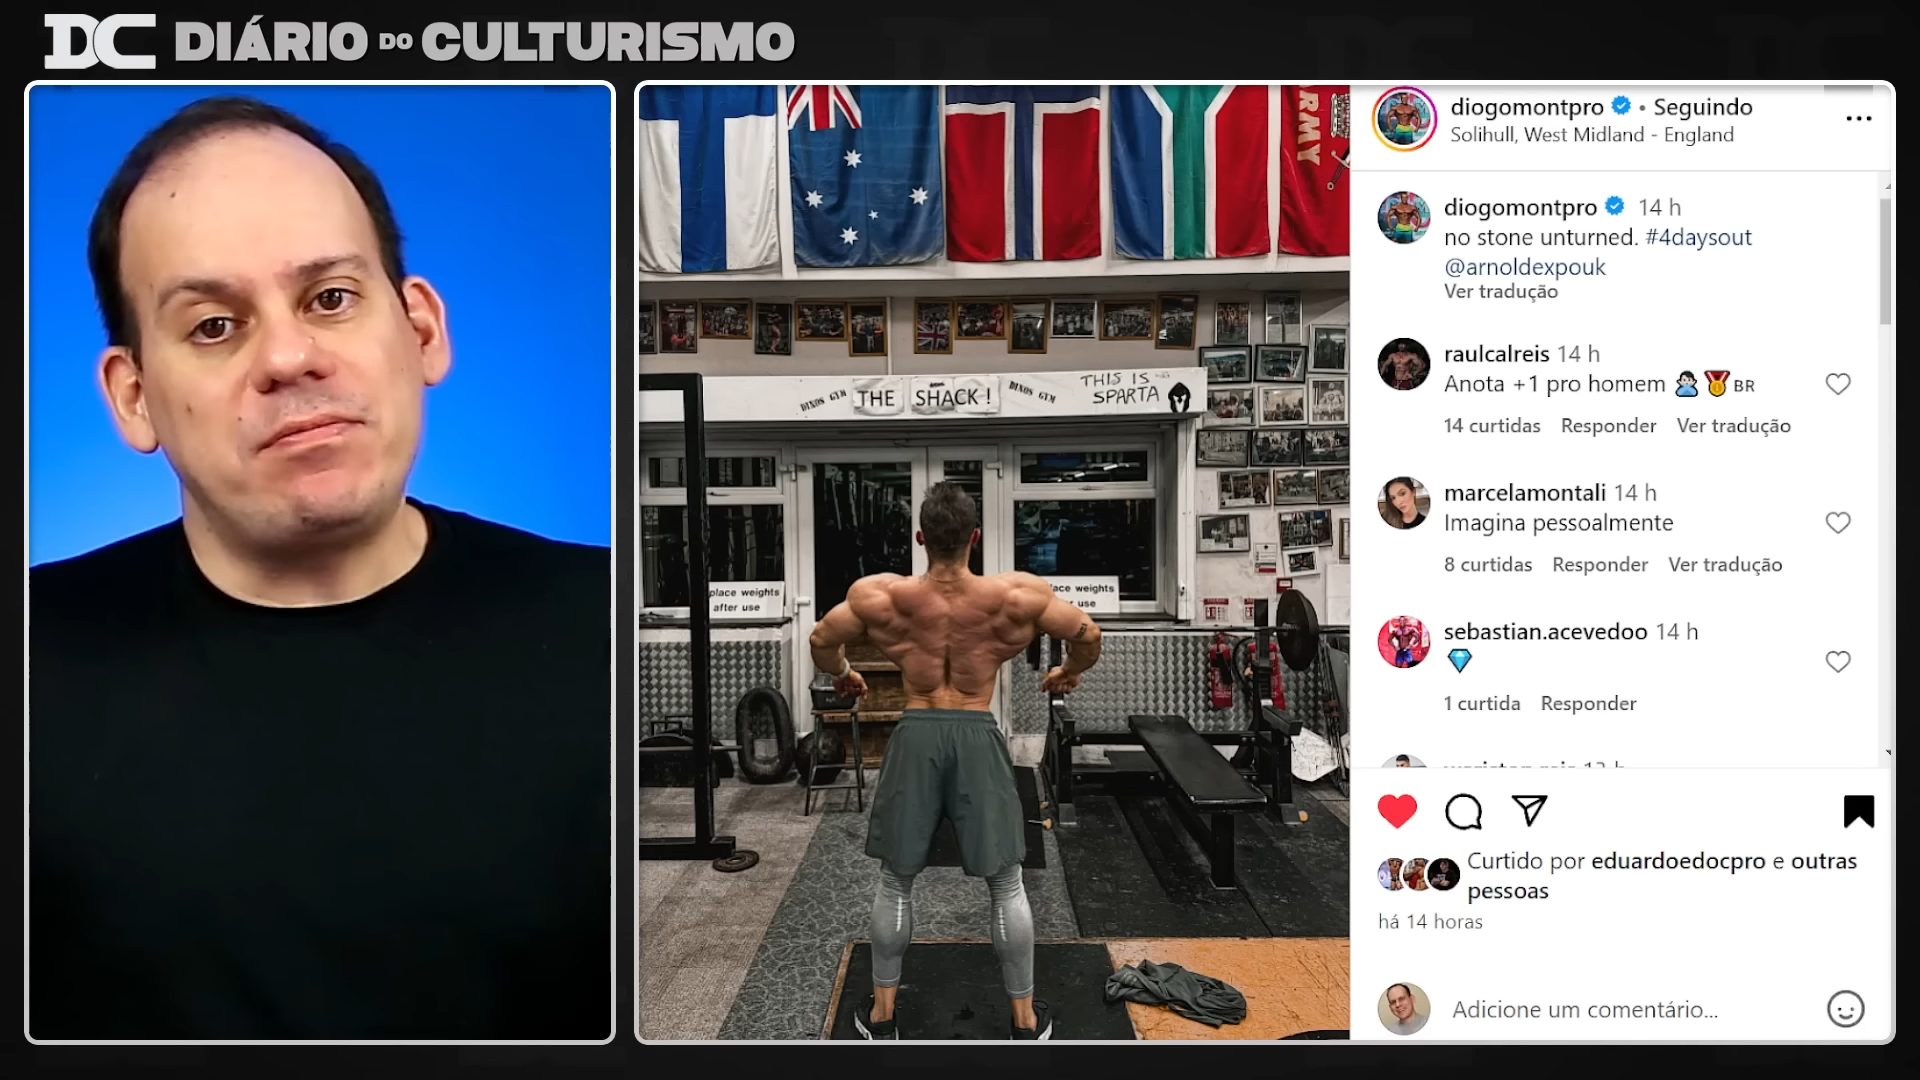 DC DIÁRIO DO CULTURISMO
ARMY
DIXOS GYM THE SHACK! DIXOS GYM THIS IS SPARTA
place weights
after use
ace weights
use
diogomontpro • Seguindo
Solihull, West Midland - England
diogomontpro 14 h
no stone unturned. #4daysout
@arnoldexpouk
Ver tradução
raulcalreis 14 h
Anota +1 pro homem BR
14 curtidas Responder Ver tradução
marcelamontali 14 h
Imagina pessoalmente
8 curtidas Responder Ver tradução
sebastian.acevedoo 14 h
1 curtida Responder
Curtido por eduardoedocpro e outras
pessoas
há 14 horas
Adicione um comentário...